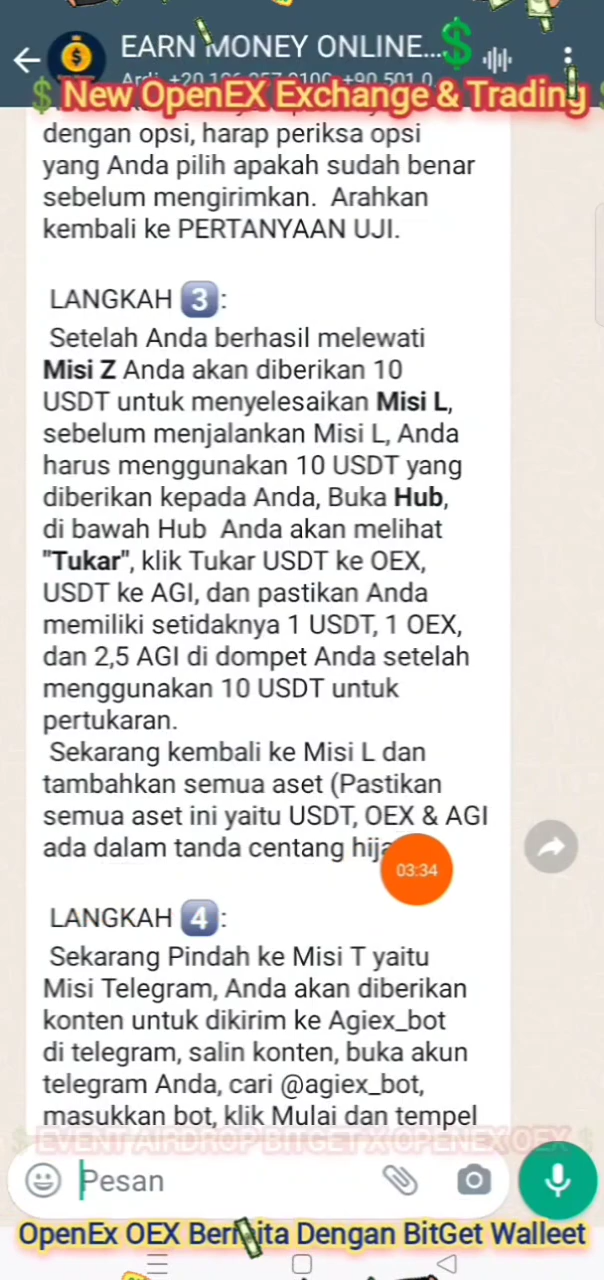 EARN MONEY ONLINE...
$ New OpenEX Exchange & Trading
dengan opsi, harap periksa opsi
yang Anda pilih apakah sudah benar
sebelum mengirimkan. Arahkan
kembali ke PERTANYAAN UJI.
LANGKAH 3:
Setelah Anda berhasil melewati
Misi Z Anda akan diberikan 10
USDT untuk menyelesaikan Misi L,
sebelum menjalankan Misi L, Anda
harus menggunakan 10 USDT yang
diberikan kepada Anda, Buka Hub,
di bawah Hub Anda akan melihat
"Tukar", klik Tukar USDT ke OEX,
USDT ke AGI, dan pastikan Anda
memiliki setidaknya 1 USDT, 1 OEX,
dan 2,5 AGI di dompet Anda setelah
menggunakan 10 USDT untuk
pertukaran.
Sekarang kembali ke Misi L dan
tambahkan semua aset (Pastikan
semua aset ini yaitu USDT, OEX & AGI
ada dalam tanda centang
03:34
LANGKAH 4:
Sekarang Pindah ke Misi T yaitu
Misi Telegram, Anda akan diberikan
konten untuk dikirim ke Agiex_bot
di telegram, salin konten, buka akun
telegram Anda, cari @agiex_bot,
masukkan bot, klik Mulai dan tempel
$ EVENT AIRDROP BITGET X OPENEX OEX $
Pesan
OpenEx OEX Dengan BitGet Walleet